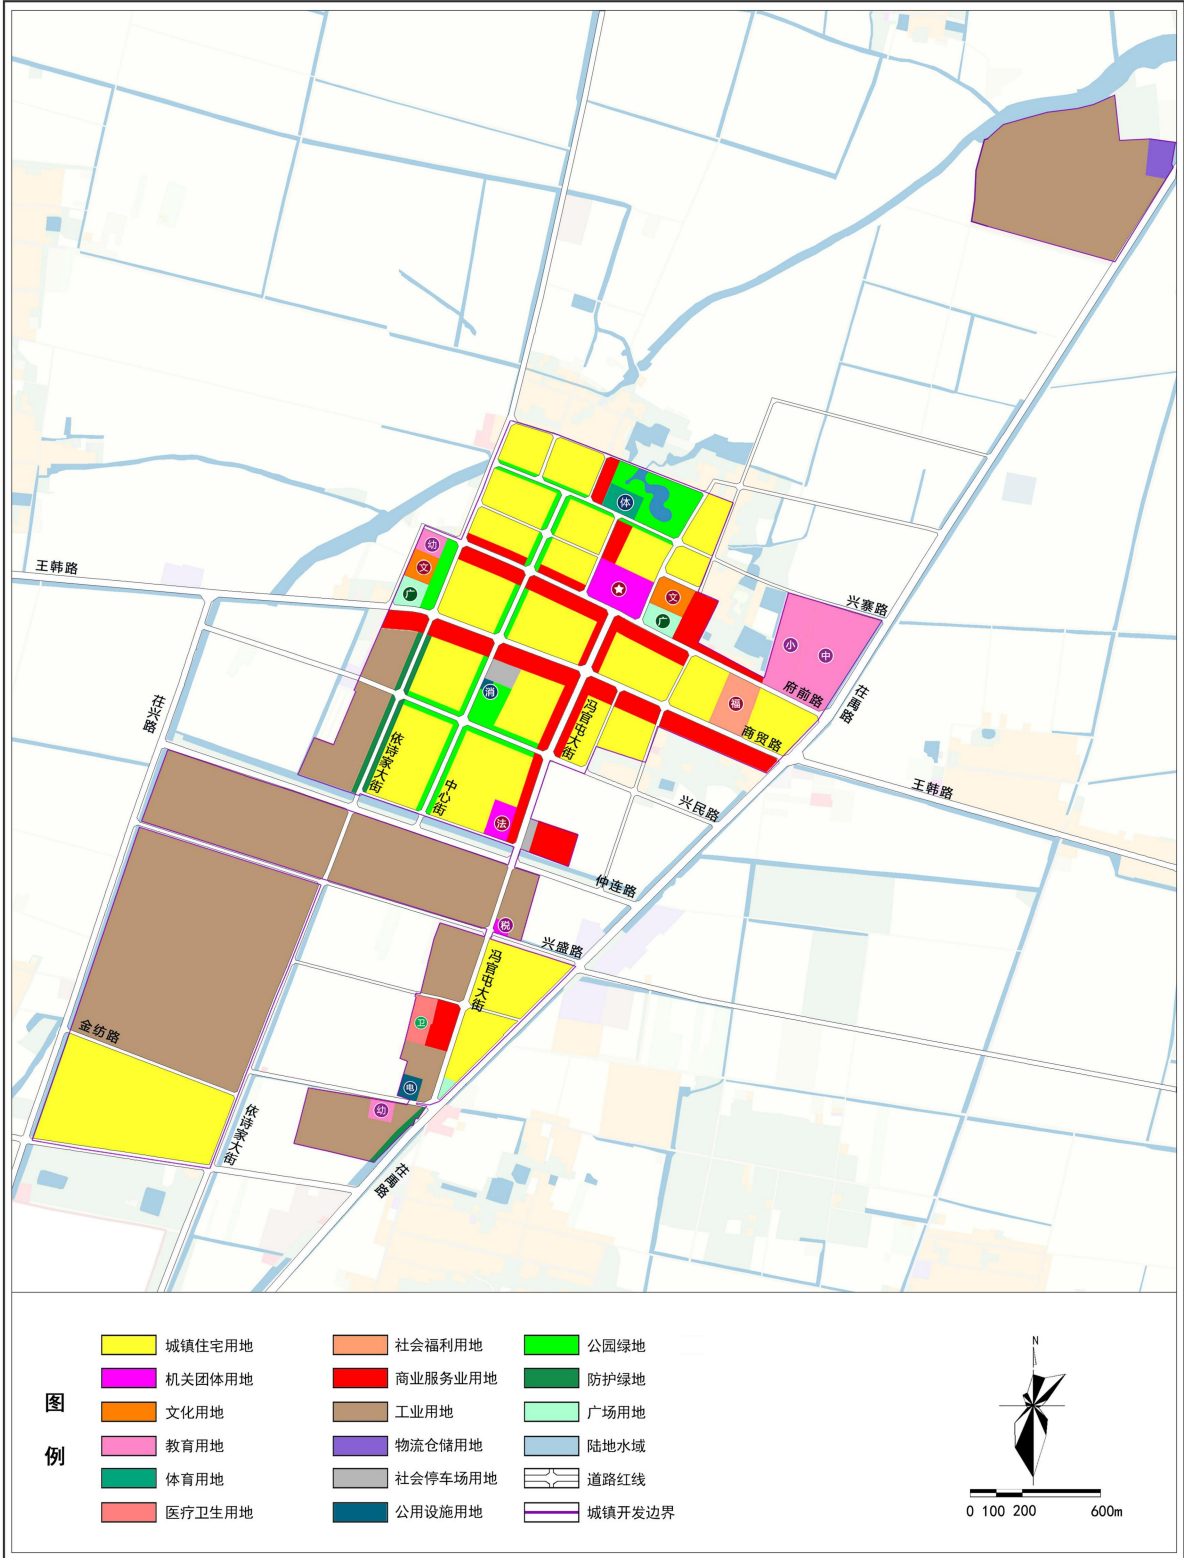 体
幼
文
广
文
广
王韩路
兴寨路
小
中
府前路
茌禹路
福
消
冯官屯大街
商贸路
茌兴路
依诗家大街
中心街
王韩路
兴民路
法
仲连路
税
兴盛路
冯官屯大街
卫
金纺路
电
幼
依诗家大街
茌禹路
图例
城镇住宅用地
机关团体用地
文化用地
教育用地
体育用地
医疗卫生用地
社会福利用地
商业服务业用地
工业用地
物流仓储用地
社会停车场用地
公用设施用地
公园绿地
防护绿地
广场用地
陆地水域
道路红线
城镇开发边界
N
0 100 200 600m